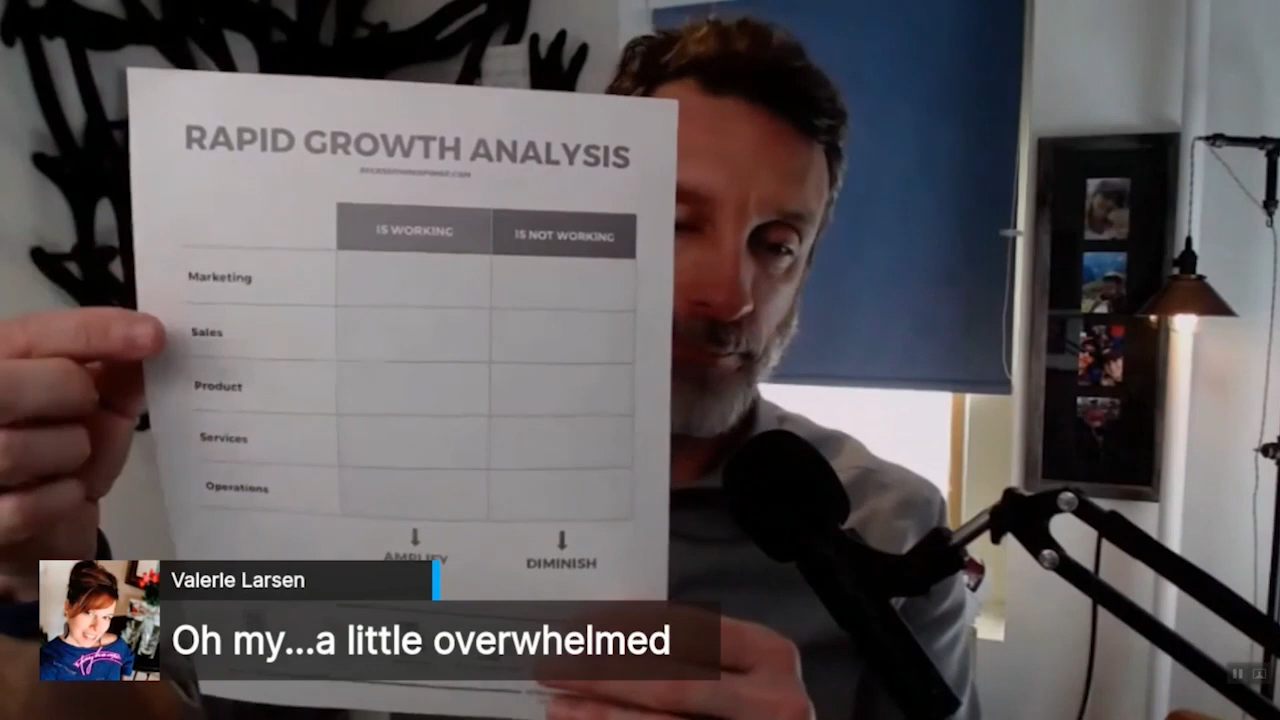 RAPID GROWTH ANALYSIS
IS WORKING
IS NOT WORKING
Marketing
Sales
Product
Services
Operations
AMPLIFY
DIMINISH
Valerie Larsen
Oh my...a little overwhelmed